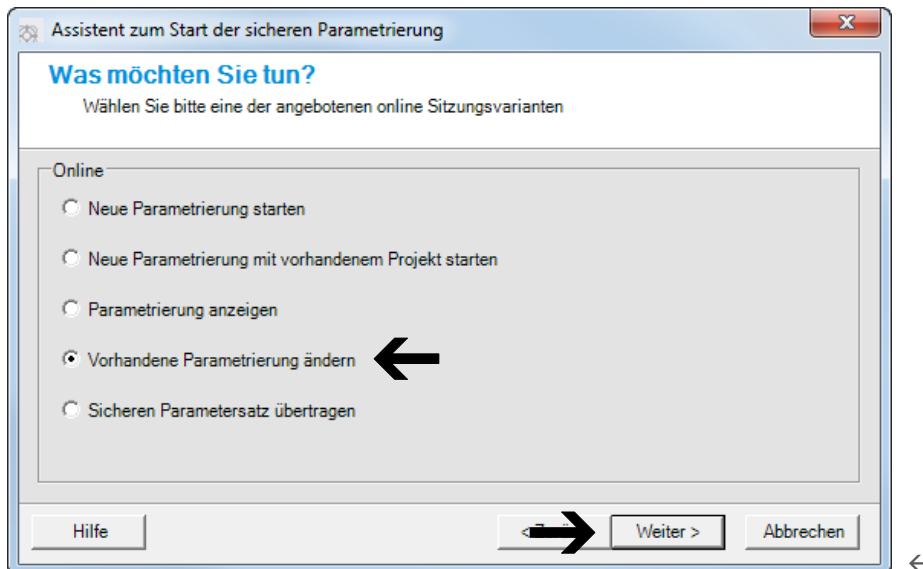 Assistent zum Start der sicheren Parametrierung
Was möchten Sie tun?
Wählen Sie bitte eine der angebotenen online Sitzungsvarianten
Online
Neue Parametrierung starten
Neue Parametrierung mit vorhandenem Projekt starten
Parametrierung anzeigen
Vorhandene Parametrierung ändern
Sicheren Parametersatz übertragen
Hilfe
Weiter >
Abbrechen